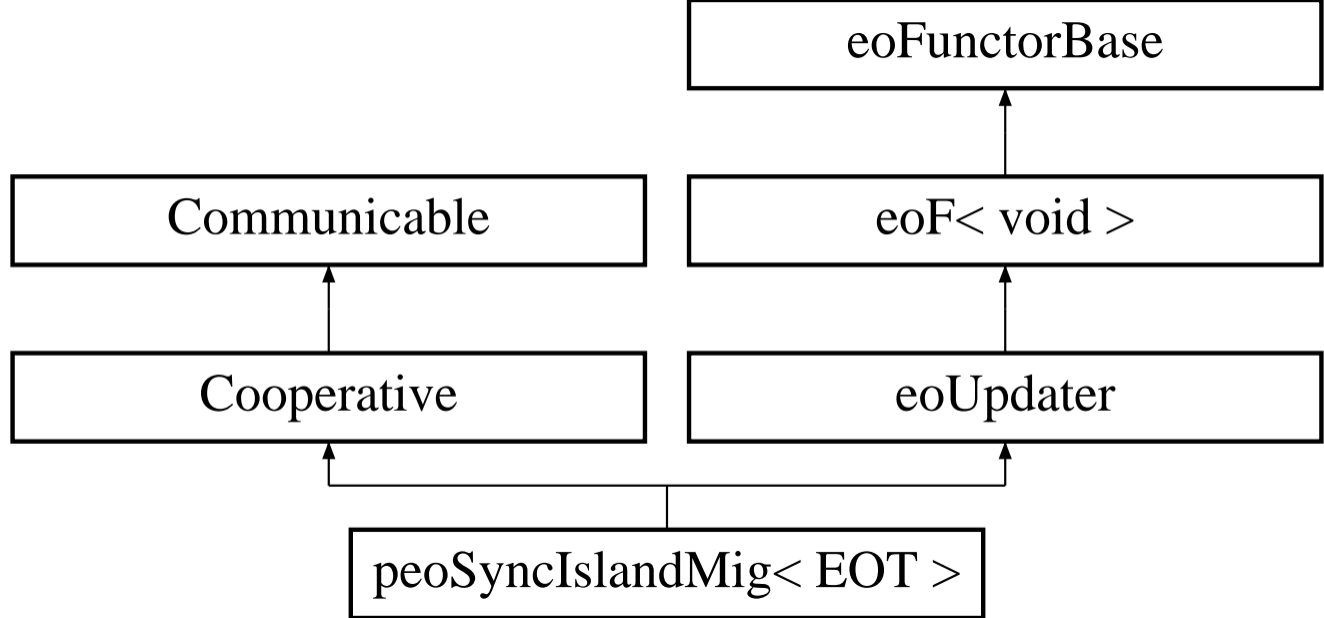 eoFunctorBase
Communicable
eoF< void >
Cooperative
eoUpdater
peoSyncIslandMig< EOT >